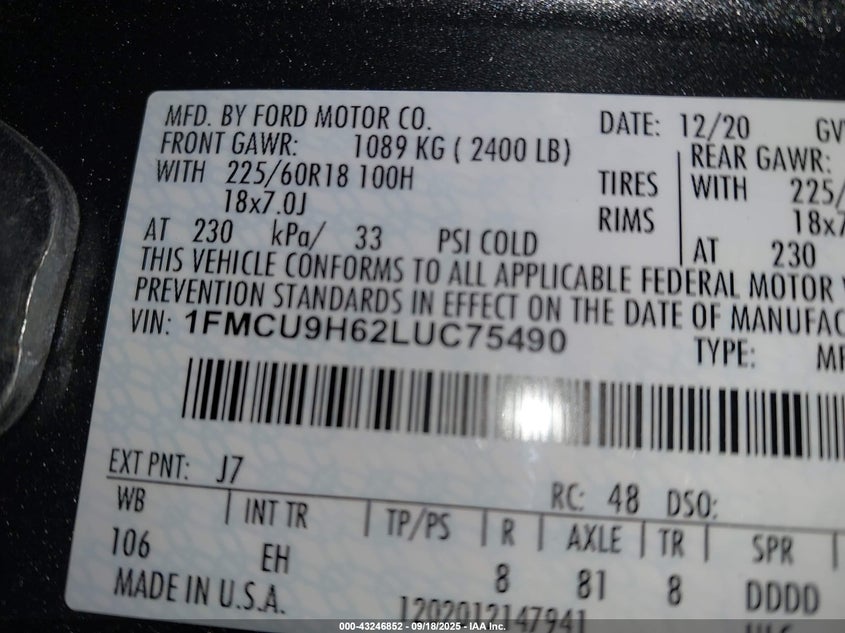 MFD. BY FORD MOTOR CO. DATE: 12/20
FRONT GAWR: 1089 KG ( 2400 LB) REAR GAWR:
WITH 225/60R18 100H TIRES WITH
18x7.0J RIMS
AT 230 kPa/ 33 PSI COLD AT 230
THIS VEHICLE CONFORMS TO ALL APPLICABLE FEDERAL MOTOR
PREVENTION STANDARDS IN EFFECT ON THE DATE OF
VIN: 1FMCU9H62LUC75490 TYPE:
EXT PNT: J7 RC: 48 DSO:
WB INT TR TP/PS R AXLE TR SPR
106 EH 8 81 8 DDDD
MADE IN U.S.A. 1202012147941
000-43246852 - 09/18/2025 - IAA Inc.